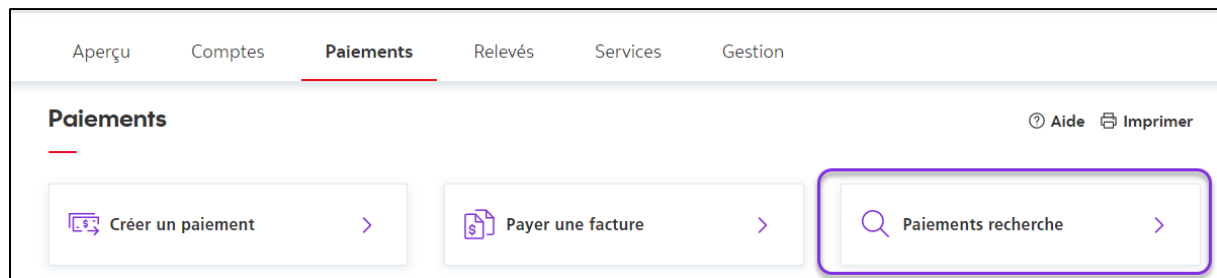 Aperçu Comptes Paiements Relevés Services Gestion
Paiements
Aide Imprimer
Créer un paiement
Payer une facture
Paiements recherche